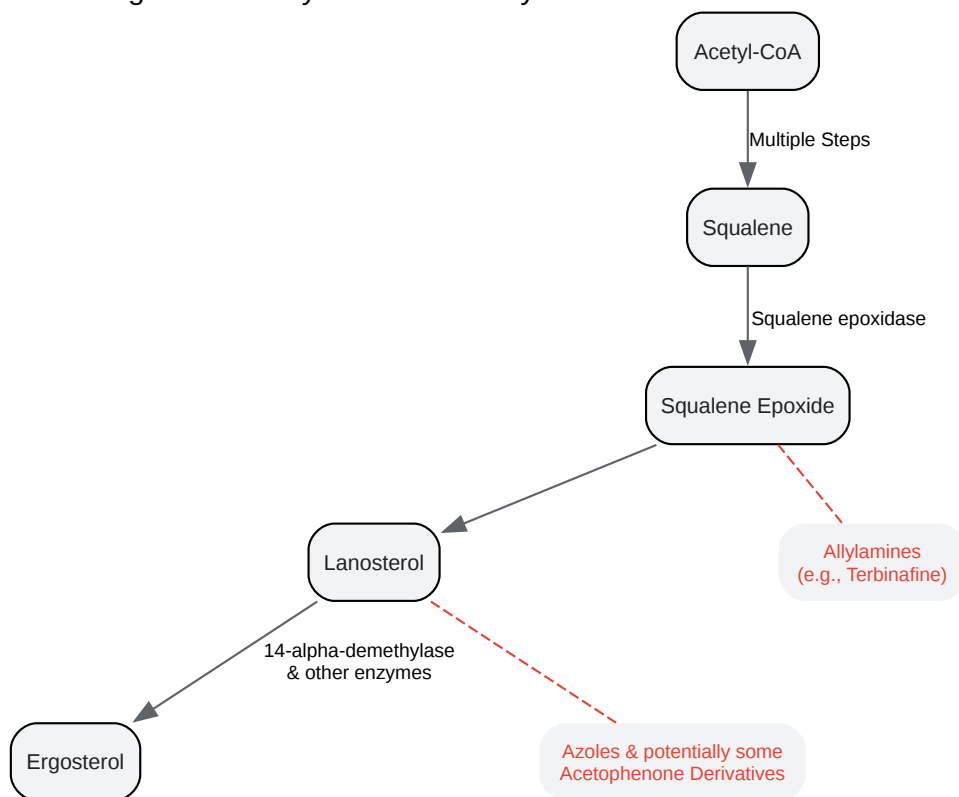 Acetyl-CoA
Multiple Steps
Squalene
Squalene epoxidase
Squalene Epoxide
Allylamines
(e.g., Terbinafine)
Lanosterol
14-alpha-demethylase
& other enzymes
Azoles & potentially some
Acetophenone Derivatives
Ergosterol